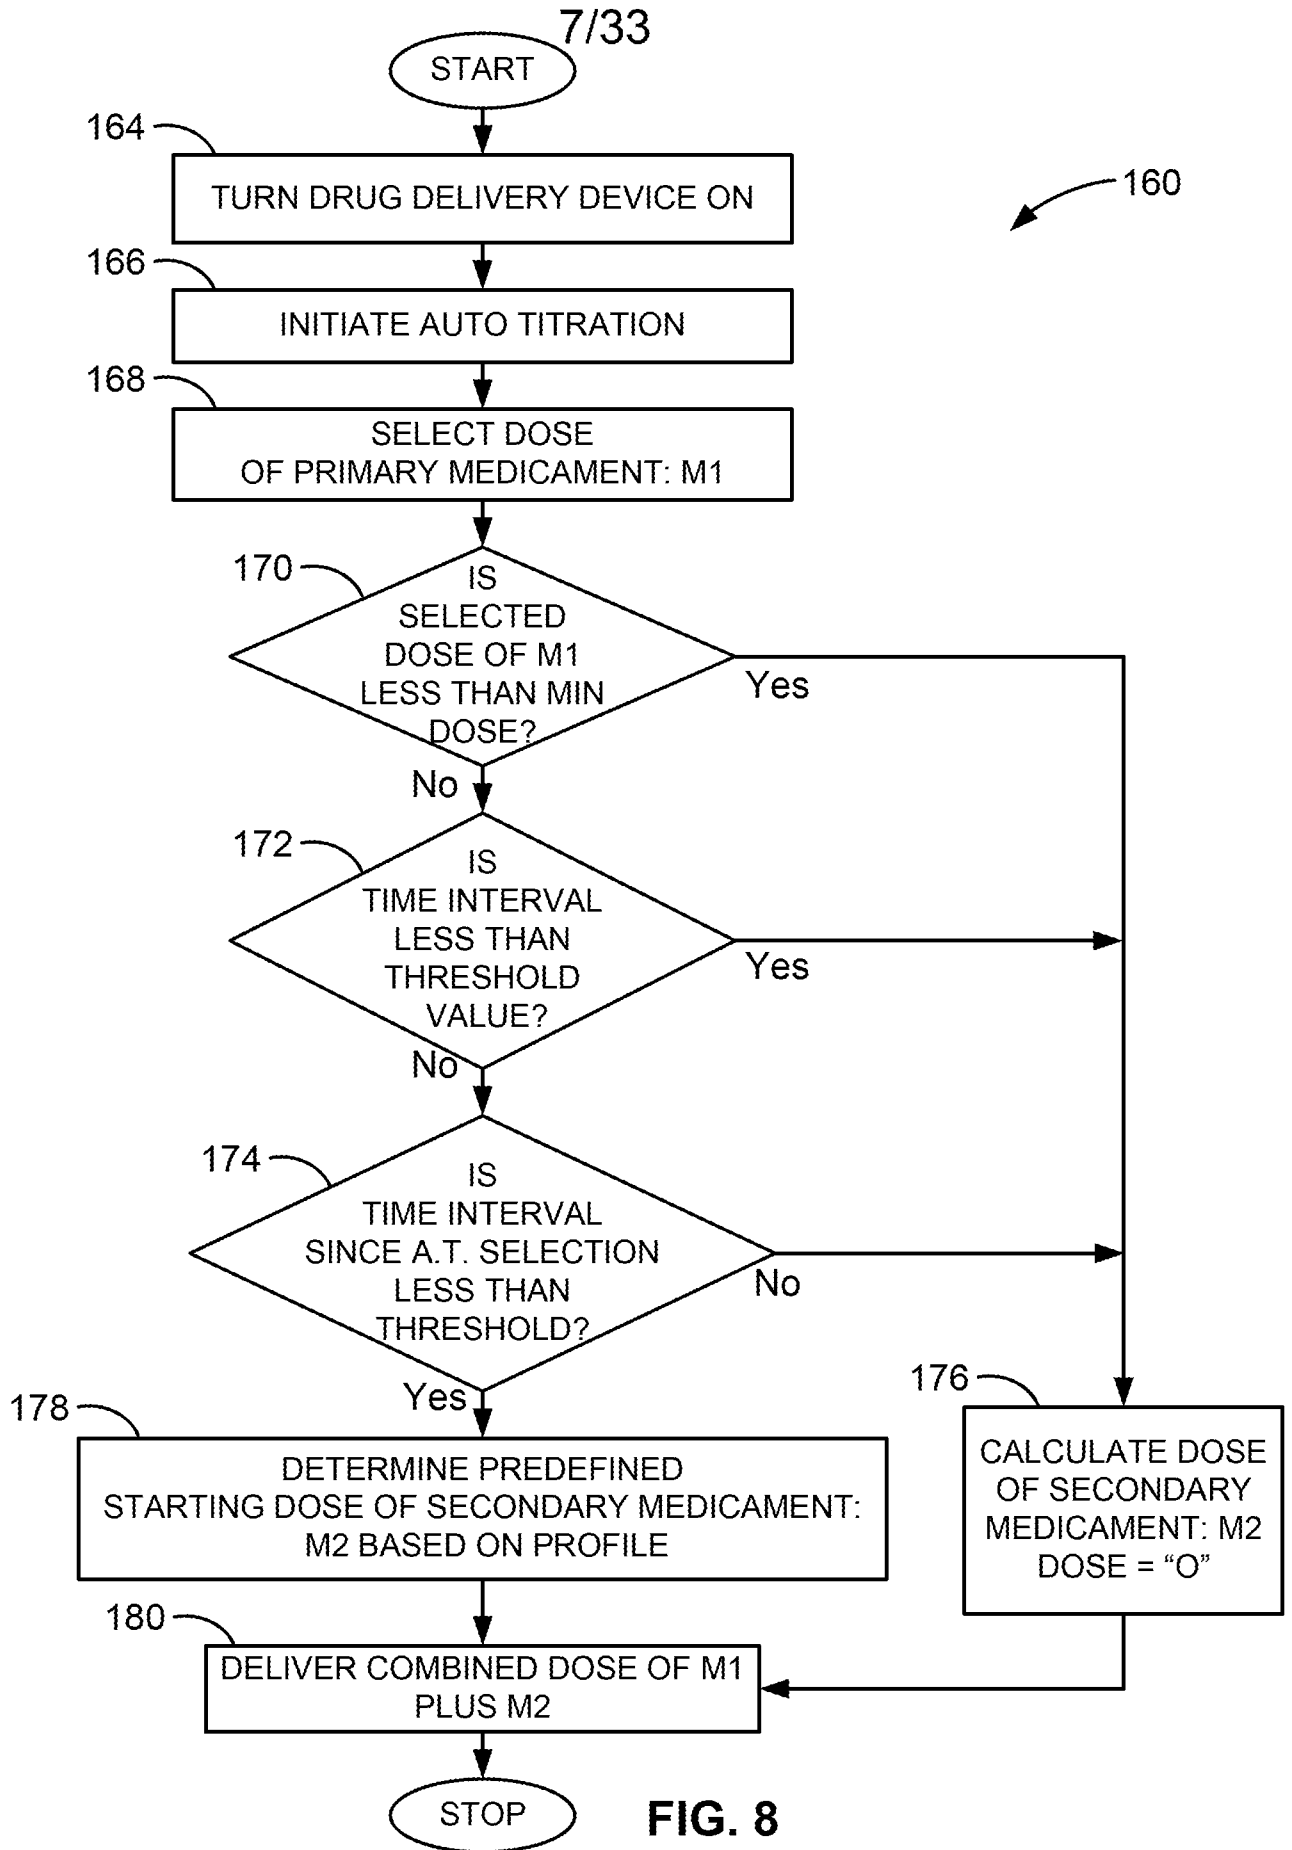 7/33
START
164
TURN DRUG DELIVERY DEVICE ON
160
166
INITIATE AUTO TITRATION
168
SELECT DOSE
OF PRIMARY MEDICAMENT: M1
170
IS
SELECTED
DOSE OF M1
LESS THAN MIN
DOSE?
Yes
No
172
IS
TIME INTERVAL
LESS THAN
THRESHOLD
VALUE?
Yes
No
174
IS
TIME INTERVAL
SINCE A.T. SELECTION
LESS THAN
THRESHOLD?
No
Yes
178
DETERMINE PREDEFINED
STARTING DOSE OF SECONDARY MEDICAMENT:
M2 BASED ON PROFILE
176
CALCULATE DOSE
OF SECONDARY
MEDICAMENT: M2
DOSE = “O”
180
DELIVER COMBINED DOSE OF M1
PLUS M2
STOP
FIG. 8